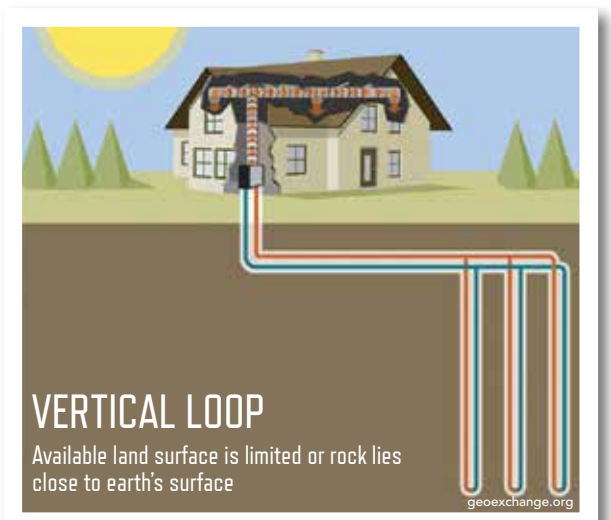 VERTICAL LOOP
Available land surface is limited or rock lies
close to earth's surface
geoexchange.org